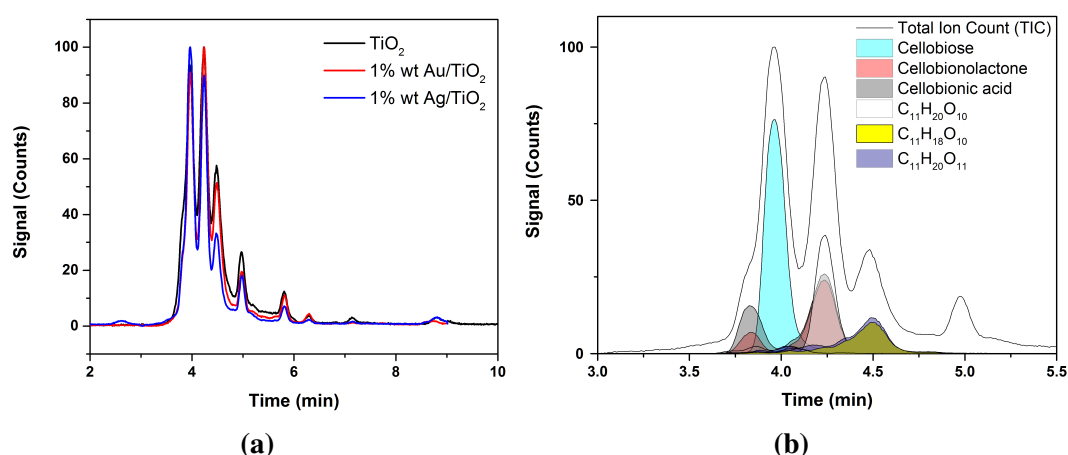 100
80
60
40
20
0
Signal (Counts)
TiO₂
1% wt Au/TiO₂
1% wt Ag/TiO₂
2 4 6 8 10
Time (min)
(a)
100
50
0
Signal (Counts)
Total Ion Count (TIC)
Cellobiose
Cellobionolactone
Cellobionic acid
C₁₁H₂₀O₁₀
C₁₁H₁₈O₁₀
C₁₁H₂₀O₁₁
3.0 3.5 4.0 4.5 5.0 5.5
Time (min)
(b)